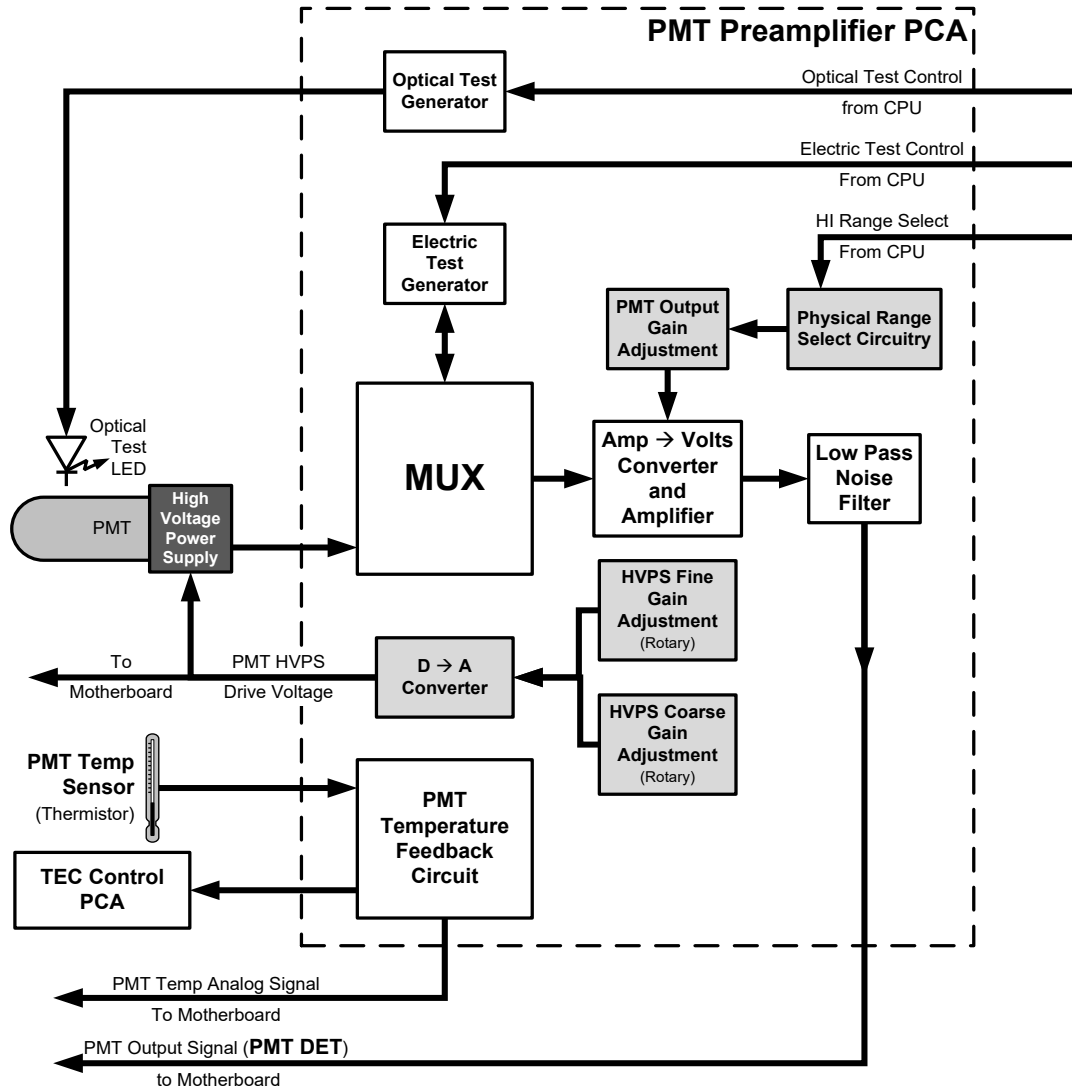 PMT Preamplifier PCA
Optical Test
Generator
Optical Test Control
from CPU
Electric Test Control
From CPU
HI Range Select
From CPU
Electric
Test
Generator
PMT Output
Gain
Adjustment
Physical Range
Select Circuitry
Optical
Test
LED
MUX
Amp → Volts
Converter
and
Amplifier
Low Pass
Noise
Filter
PMT
High
Voltage
Power
Supply
HVPS Fine
Gain
Adjustment
(Rotary)
To
Motherboard
PMT HVPS
Drive Voltage
D → A
Converter
HVPS Coarse
Gain
Adjustment
(Rotary)
PMT Temp
Sensor
(Thermistor)
PMT
Temperature
Feedback
Circuit
TEC Control
PCA
PMT Temp Analog Signal
To Motherboard
PMT Output Signal (PMT DET)
to Motherboard